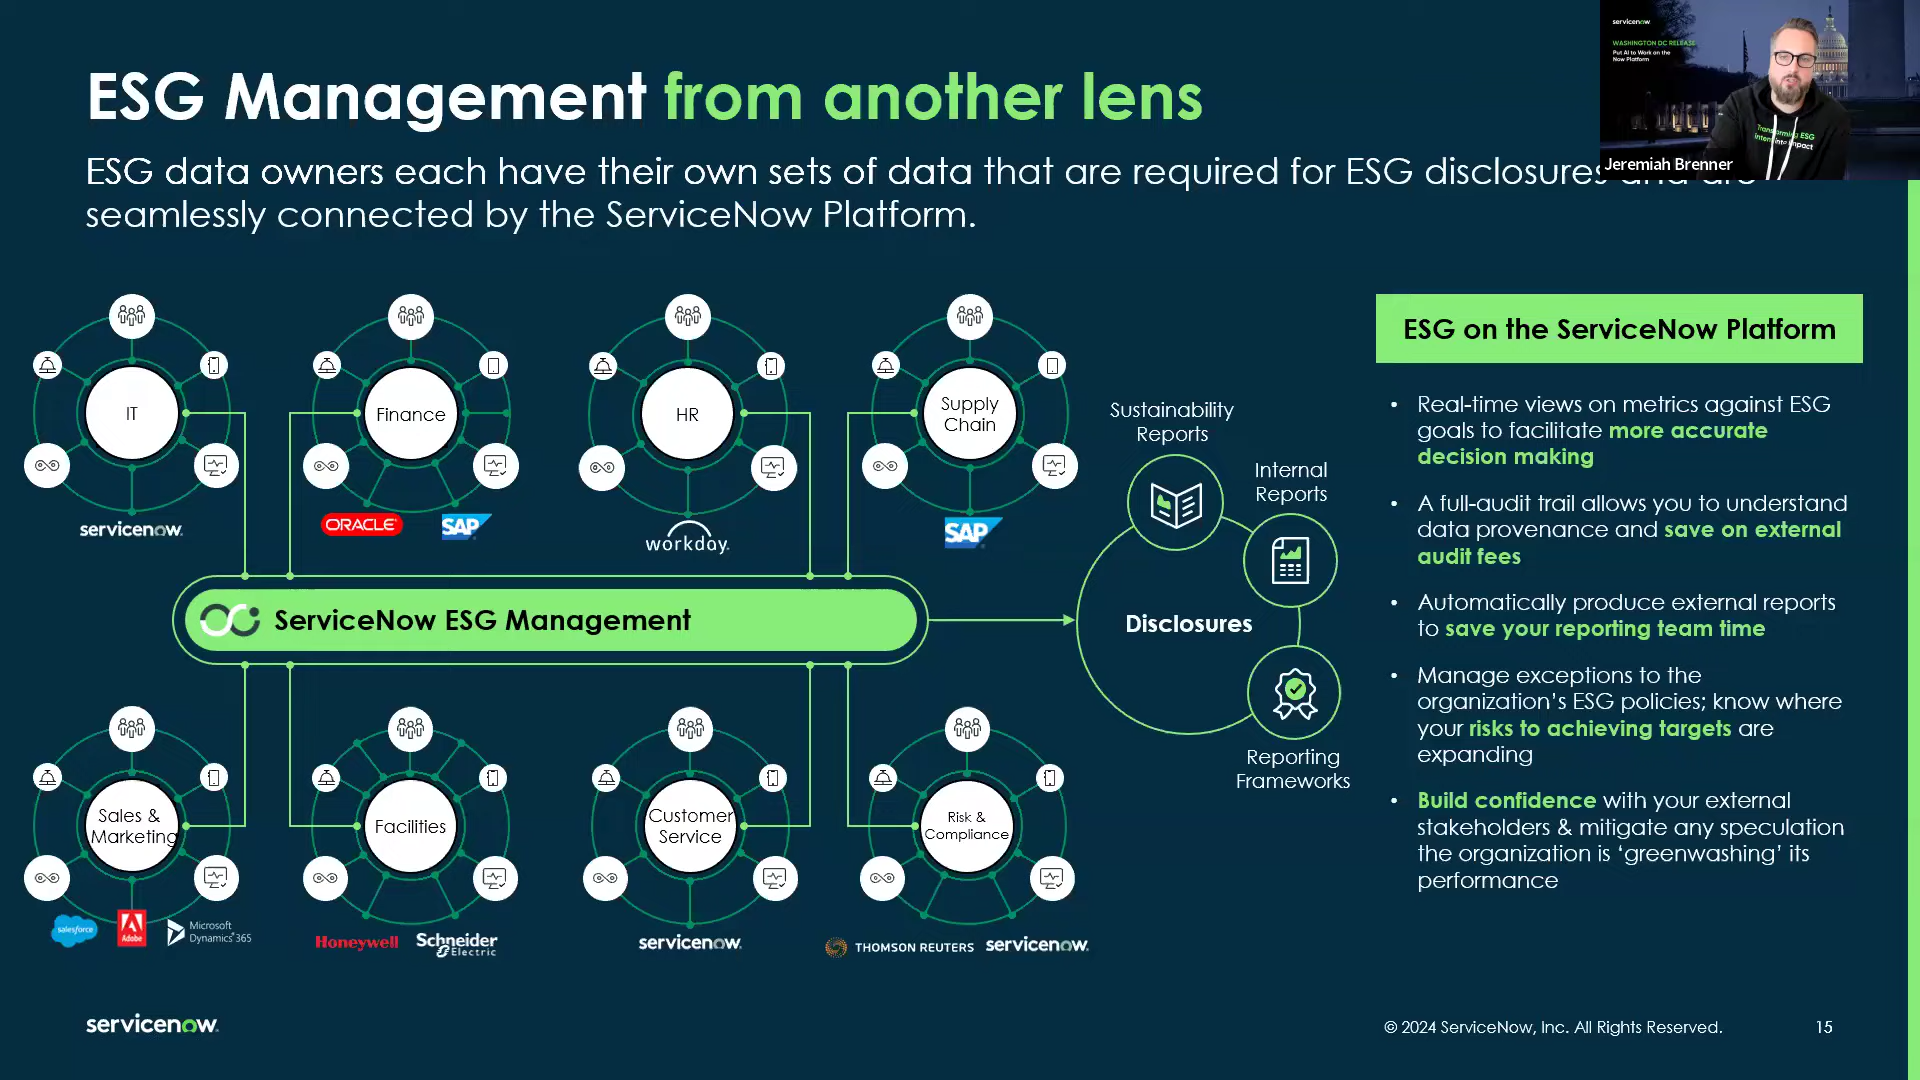 servicenow
WASHINGTON DC RELEASE
Put AI to Work on the
Now Platform
Transforming ESG
Intent into Impact
Jeremiah Brenner
ESG Management from another lens
ESG data owners each have their own sets of data that are required for ESG disclosures and are
seamlessly connected by the ServiceNow Platform.
IT
servicenow.
Finance
ORACLE
SAP
HR
workday.
Supply
Chain
SAP
ServiceNow ESG Management
Sales &
Marketing
salesforce
Adobe
Microsoft
Dynamics 365
Facilities
Honeywell
Schneider
Electric
Customer
Service
servicenow.
Risk &
Compliance
THOMSON REUTERS
servicenow.
Sustainability
Reports
Internal
Reports
Disclosures
Reporting
Frameworks
ESG on the ServiceNow Platform
• Real-time views on metrics against ESG
goals to facilitate more accurate
decision making
• A full-audit trail allows you to understand
data provenance and save on external
audit fees
• Automatically produce external reports
to save your reporting team time
• Manage exceptions to the
organization’s ESG policies; know where
your risks to achieving targets are
expanding
• Build confidence with your external
stakeholders & mitigate any speculation
the organization is ‘greenwashing’ its
performance
servicenow.
© 2024 ServiceNow, Inc. All Rights Reserved.
15